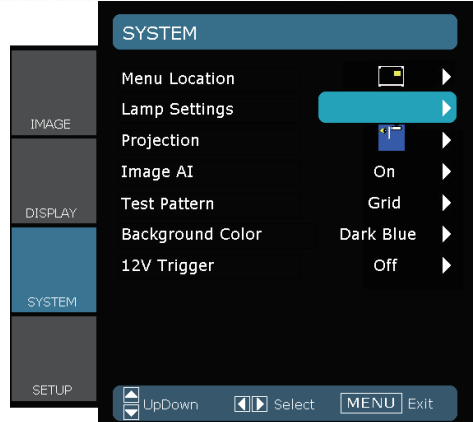 SYSTEM
Menu Location
Lamp Settings
Projection
Image AI On
Test Pattern Grid
Background Color Dark Blue
12V Trigger Off
IMAGE
DISPLAY
SYSTEM
SETUP
UpDown Select MENU Exit